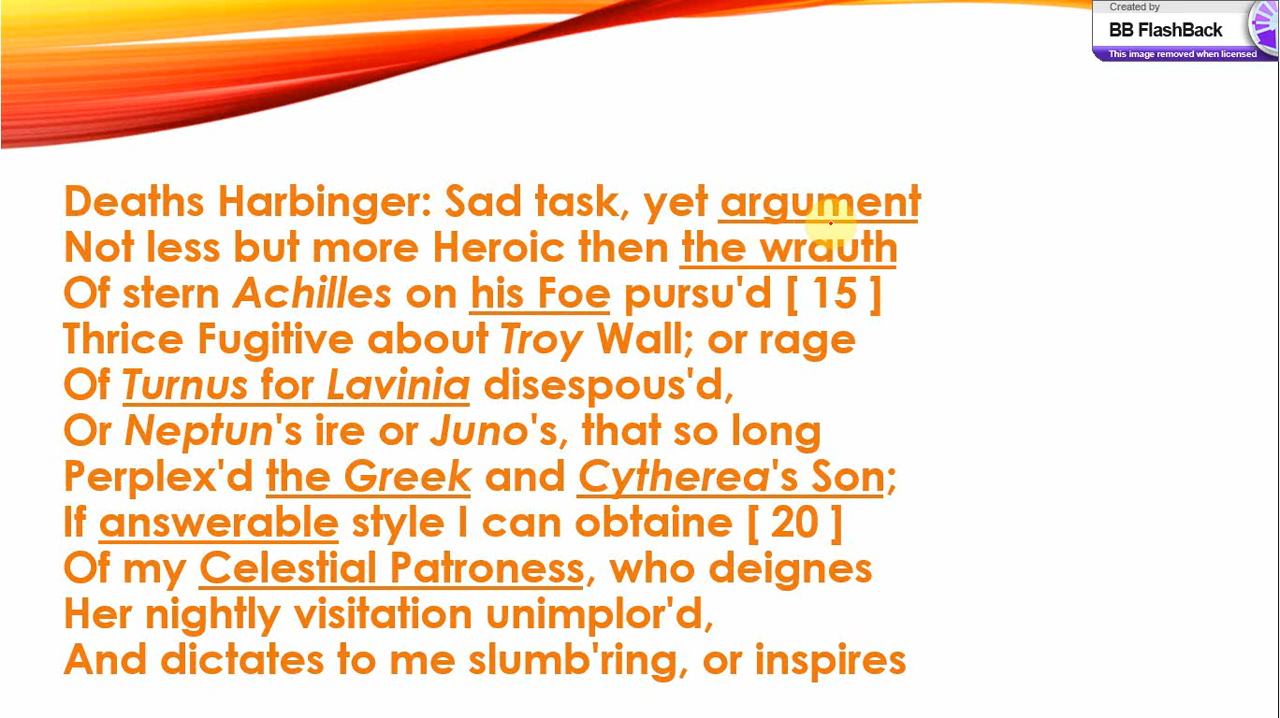 Created by
BB FlashBack
This image removed when licensed
Deaths Harbinger: Sad task, yet argument
Not less but more Heroic then the wrauth
Of stern Achilles on his Foe pursu'd [ 15 ]
Thrice Fugitive about Troy Wall; or rage
Of Turnus for Lavinia disespous'd,
Or Neptun's ire or Juno's, that so long
Perplex'd the Greek and Cytherea's Son;
If answerable style I can obtaine [ 20 ]
Of my Celestial Patroness, who deignes
Her nightly visitation unimplor'd,
And dictates to me slumb'ring, or inspires